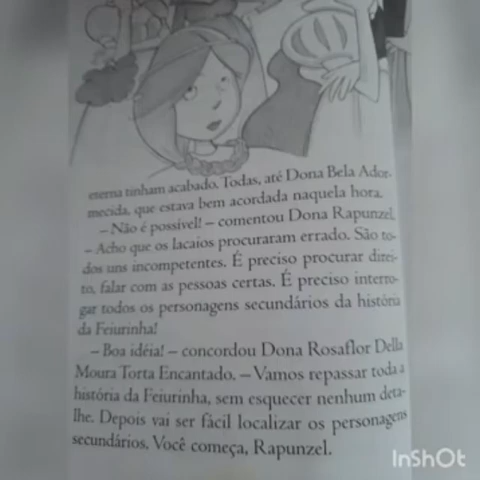 eterna tinham acabado. Todas, até Dona Bela Ador-
mecida, que estava bem acordada naquela hora.
– Não é possível! – comentou Dona Rapunzel.
– Acho que os lacaios procuraram errado. São to-
dos uns incompetentes. É preciso procurar direi-
to, falar com as pessoas certas. É preciso interro-
gar todos os personagens secundários da história
da Feiurinha!
– Boa idéia! – concordou Dona Rosaflor Della
Moura Torta Encantado. – Vamos repassar toda a
história da Feiurinha, sem esquecer nenhum deta-
lhe. Depois vai ser fácil localizar os personagens
secundários. Você começa, Rapunzel.
InShOt